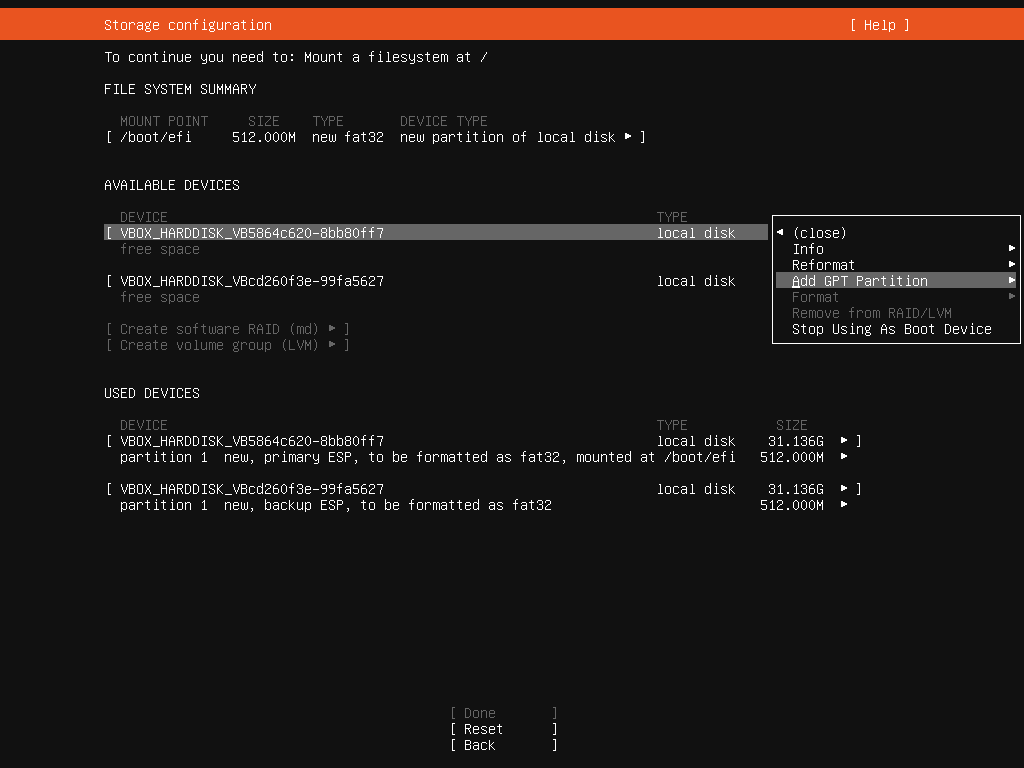 Storage configuration [ Help ]
To continue you need to: Mount a filesystem at /
FILE SYSTEM SUMMARY
MOUNT POINT SIZE TYPE DEVICE TYPE
[ /boot/efi 512.000M new fat32 new partition of local disk ▸ ]
AVAILABLE DEVICES
DEVICE TYPE
[ VBOX_HARDDISK_VB5864c620-8bb80ff7 local disk
free space
[ VBOX_HARDDISK_VBcd260f3e-99fa5627 local disk
free space
[ Create software RAID (md) ▸ ]
[ Create volume group (LVM) ▸ ]
◂ (close)
Info ▸
Reformat ▸
Add GPT Partition ▸
Format ▸
Remove from RAID/LVM
Stop Using As Boot Device
USED DEVICES
DEVICE TYPE SIZE
[ VBOX_HARDDISK_VB5864c620-8bb80ff7 local disk 31.136G ▸ ]
partition 1 new, primary ESP, to be formatted as fat32, mounted at /boot/efi 512.000M ▸
[ VBOX_HARDDISK_VBcd260f3e-99fa5627 local disk 31.136G ▸ ]
partition 1 new, backup ESP, to be formatted as fat32 512.000M ▸
[ Done ]
[ Reset ]
[ Back ]